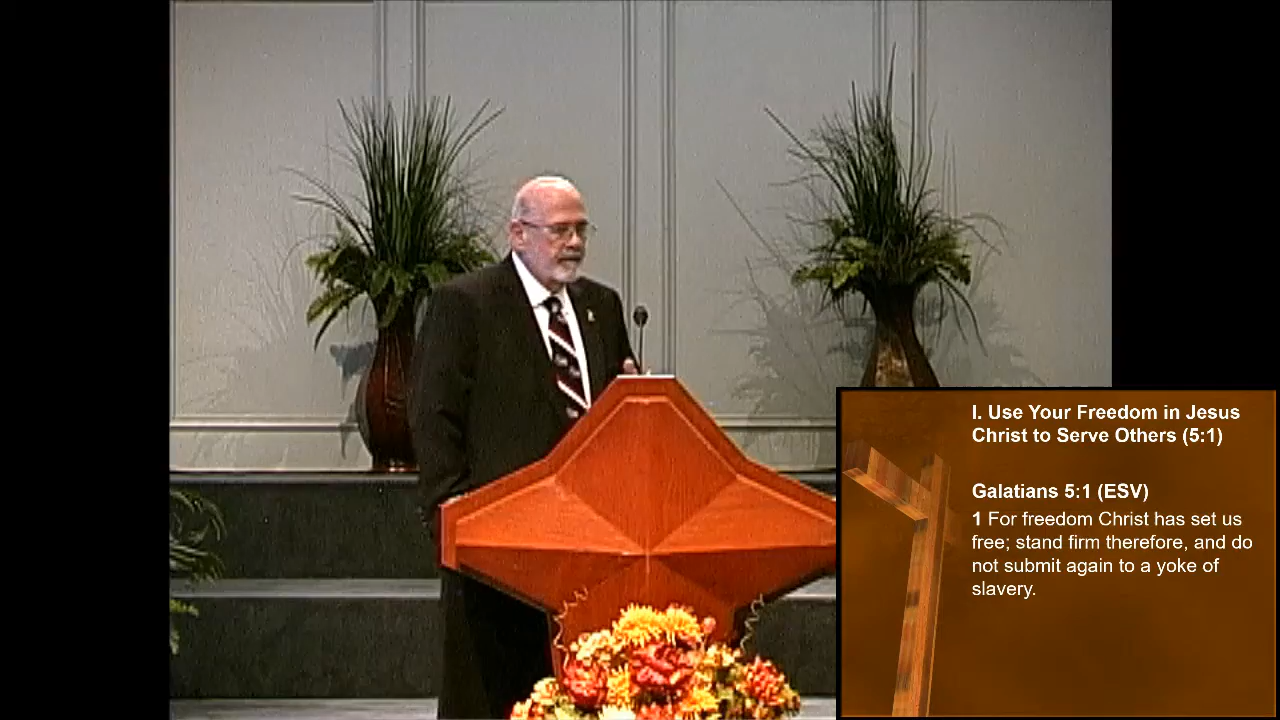 I. Use Your Freedom in Jesus
Christ to Serve Others (5:1)
Galatians 5:1 (ESV)
1 For freedom Christ has set us
free; stand firm therefore, and do
not submit again to a yoke of
slavery.